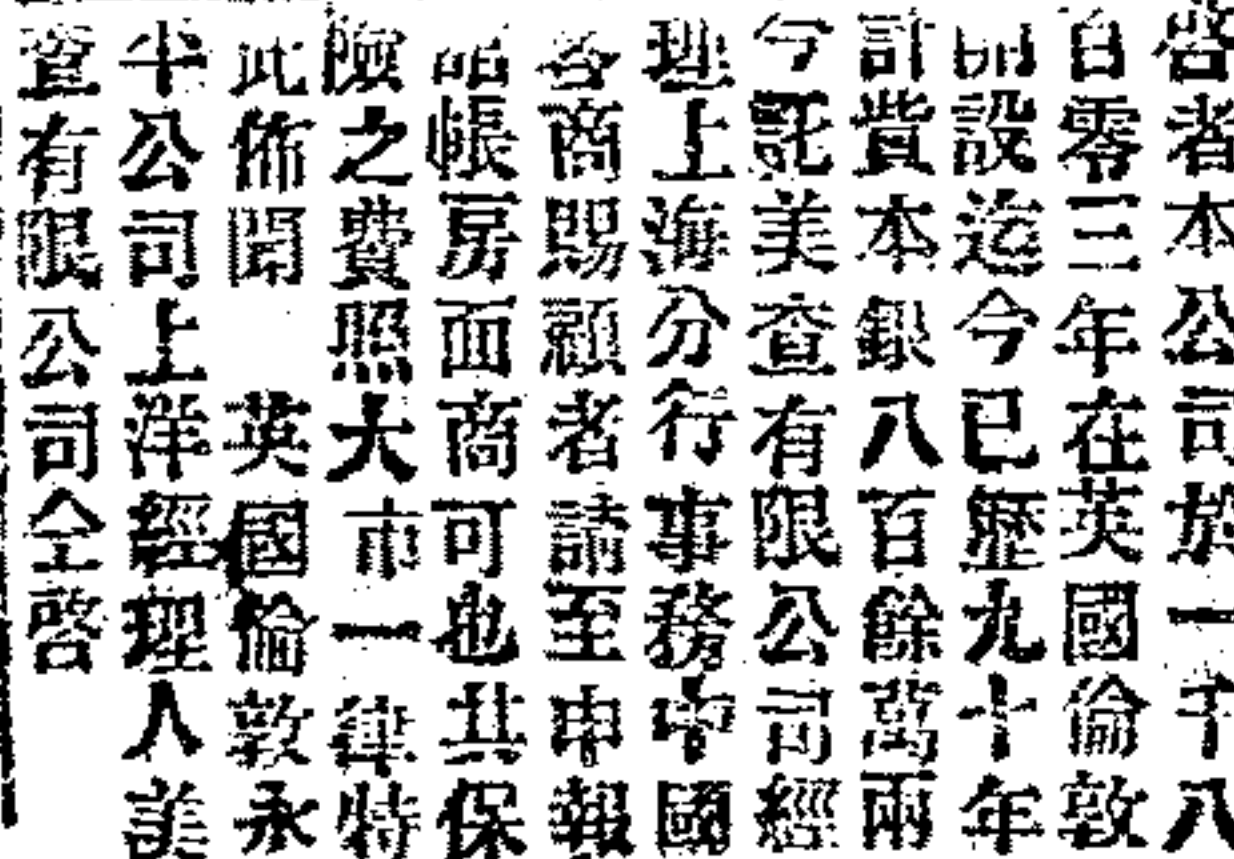 啓者本公司於一千八
百零三年在英國倫敦
開設迄今已歷九十年
計貲本銀八百餘萬兩
今託美查有限公司經
理上海分行事務中國
各商賜顧者請至申報
館帳房面商可也其保
險之費照大市一律特
此佈聞 英國倫敦永
半公司上洋經理人美
查有限公司仝啓